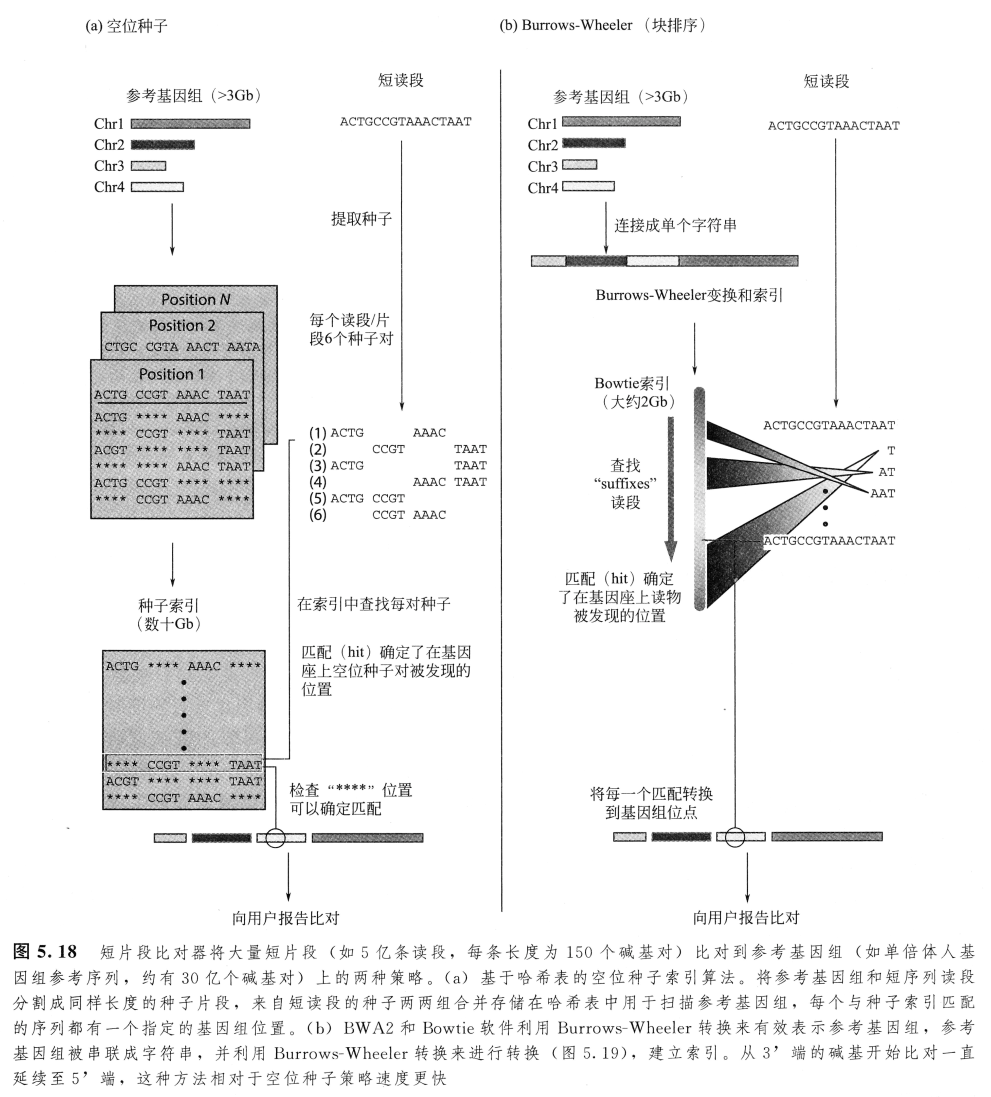 (a) 空位种子
参考基因组（>3Gb）
Chr1
Chr2
Chr3
Chr4
短读段
ACTGCCGTAAACTAAT
提取种子
每个读段/片
段6个种子对
Position N
Position 2
CTGC CGTA AACT AATA
Position 1
ACTG CCGT AAAC TAAT
ACTG **** AAAC ****
**** CCGT **** TAAT
ACGT **** **** TAAT
**** **** AAAC TAAT
ACTG CCGT **** ****
**** CCGT AAAC ****
(1) ACTG AAAC
(2) CCGT TAAT
(3) ACTG TAAT
(4) AAAC TAAT
(5) ACTG CCGT
(6) CCGT AAAC
种子索引
（数十Gb）
在索引中查找每对种子
匹配（hit）确定了在基因
座上空位种子对被发现的
位置
ACTG **** AAAC ****
**** CCGT **** TAAT
ACGT **** **** TAAT
**** CCGT AAAC ****
检查“****”位置
可以确定匹配
向用户报告比对
(b) Burrows-Wheeler （块排序）
参考基因组（>3Gb）
Chr1
Chr2
Chr3
Chr4
短读段
ACTGCCGTAAACTAAT
连接成单个字符串
Burrows-Wheeler变换和索引
Bowtie索引
（大约2Gb）
查找
“suffixes”
读段
ACTGCCGTAAACTAAT
T
AT
AAT
ACTGCCGTAAACTAAT
匹配（hit）确定
了在基因座上读物
被发现的位置
将每一个匹配转换
到基因组位点
向用户报告比对
图 5.18 短片段比对器将大量短片段（如 5 亿条读段，每条长度为 150 个碱基对）比对到参考基因组（如单倍体人基
因组参考序列，约有 30 亿个碱基对）上的两种策略。（a）基于哈希表的空位种子索引算法。将参考基因组和短序列读段
分割成同样长度的种子片段，来自短读段的种子两两组合并存储在哈希表中用于扫描参考基因组，每个与种子索引匹配
的序列都有一个指定的基因组位置。（b）BWA2 和 Bowtie 软件利用 Burrows-Wheeler 转换来有效表示参考基因组，参考
基因组被串联成字符串，并利用 Burrows-Wheeler 转换来进行转换（图 5.19），建立索引。从 3’端的碱基开始比对一直
延续至 5’端，这种方法相对于空位种子策略速度更快